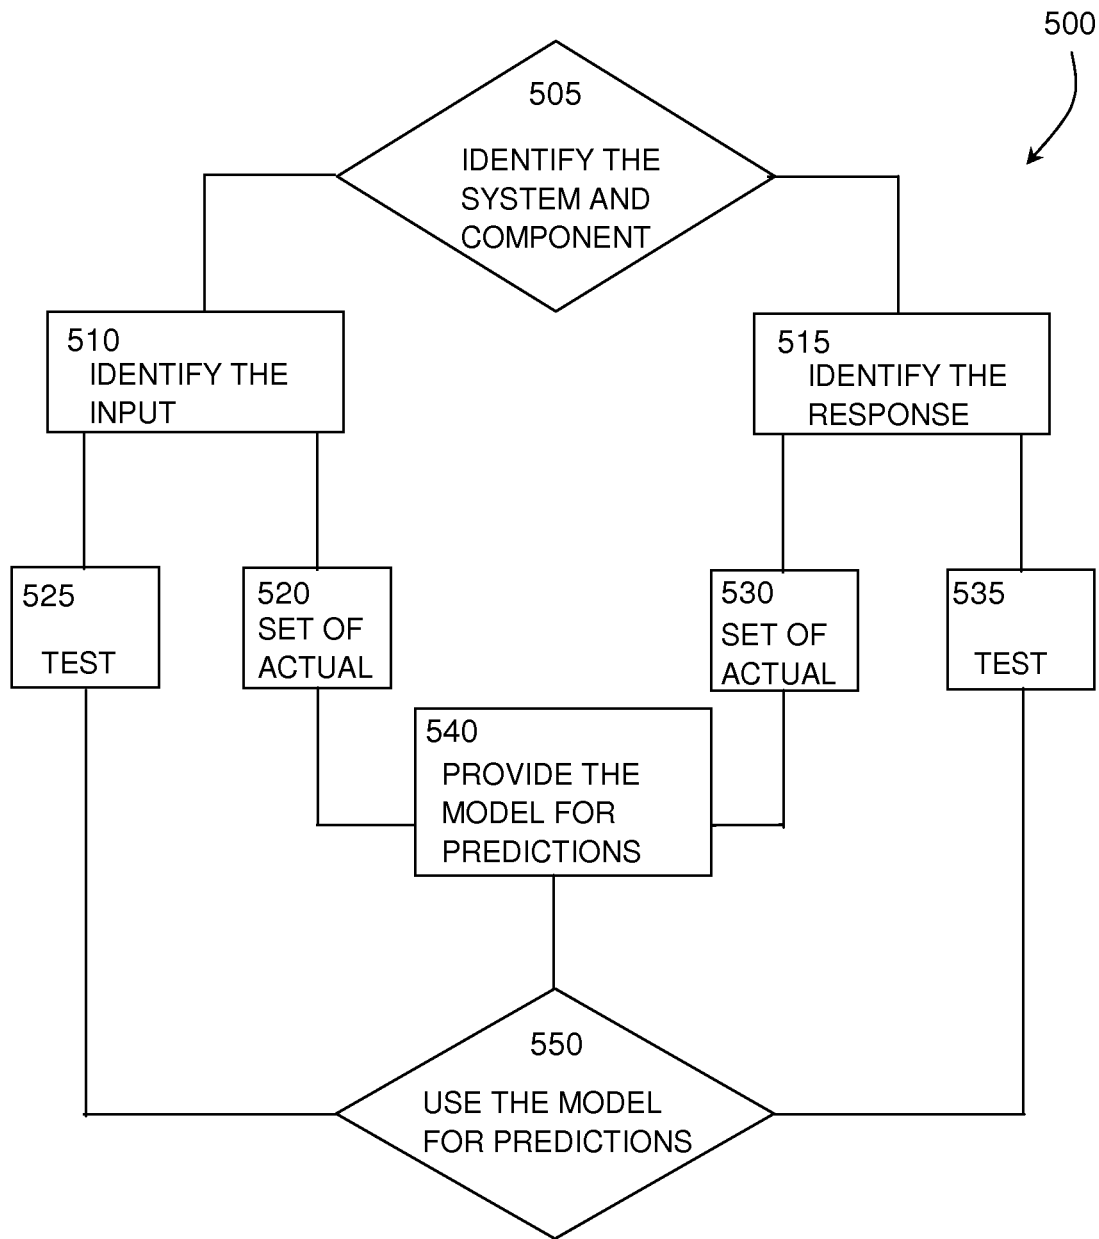 500
505
IDENTIFY THE
SYSTEM AND
COMPONENT
510
IDENTIFY THE
INPUT
515
IDENTIFY THE
RESPONSE
525
TEST
520
SET OF
ACTUAL
530
SET OF
ACTUAL
535
TEST
540
PROVIDE THE
MODEL FOR
PREDICTIONS
550
USE THE MODEL
FOR PREDICTIONS